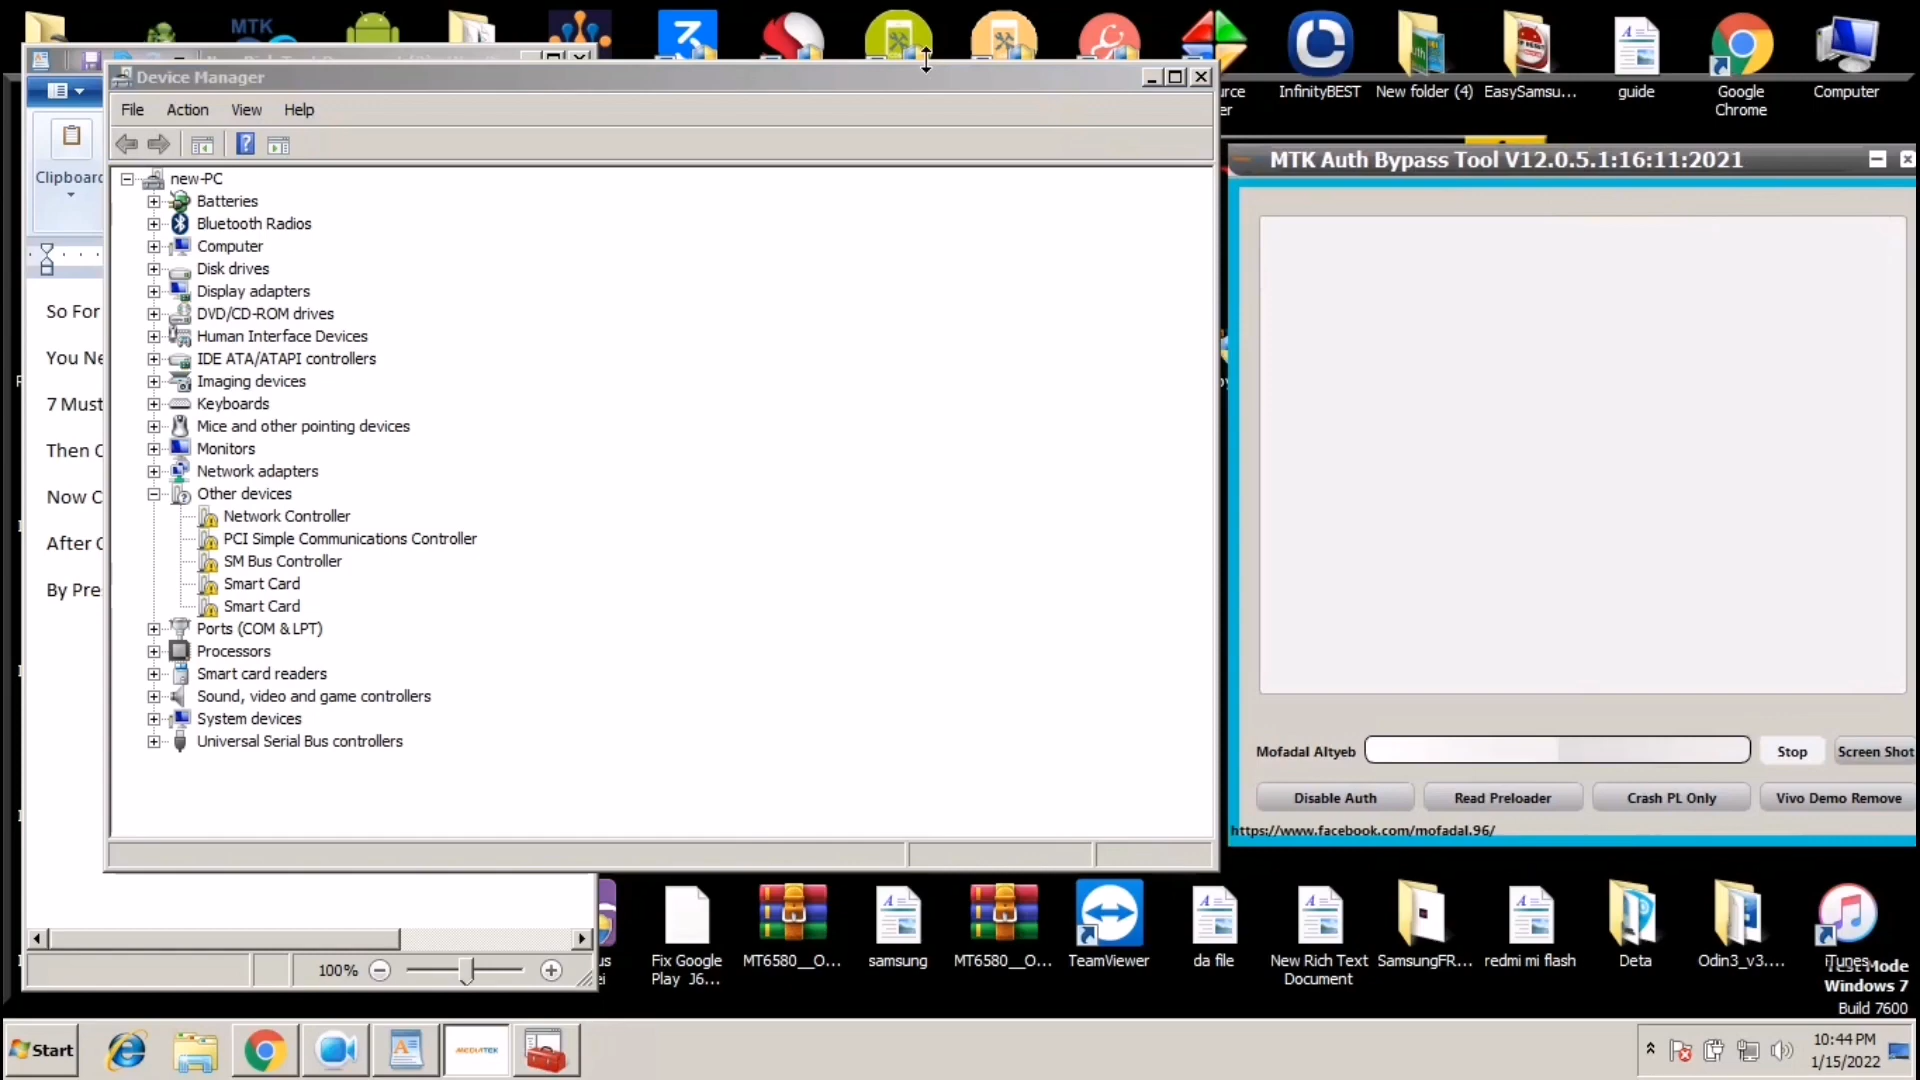 MTK
Device Manager
File Action View Help
new-PC
Batteries
Bluetooth Radios
Computer
Disk drives
Display adapters
DVD/CD-ROM drives
Human Interface Devices
IDE ATA/ATAPI controllers
Imaging devices
Keyboards
Mice and other pointing devices
Monitors
Network adapters
Other devices
Network Controller
PCI Simple Communications Controller
SM Bus Controller
Smart Card
Smart Card
Ports (COM & LPT)
Processors
Smart card readers
Sound, video and game controllers
System devices
Universal Serial Bus controllers
Clipboard
So For
You Ne
7 Must
Then C
Now C
After C
By Pre
100%
InfinityBEST
New folder (4)
EasySamsu...
guide
Google
Chrome
Computer
MTK Auth Bypass Tool V12.0.5.1:16:11:2021
Mofadal Altyeb
Stop
Screen Shot
Disable Auth
Read Preloader
Crash PL Only
Vivo Demo Remove
https://www.facebook.com/mofadal.96/
Fix Google
Play J6...
MT6580__O...
samsung
MT6580__O...
TeamViewer
da file
New Rich Text
Document
SamsungFR...
redmi mi flash
Deta
Odin3_v3....
iTunes
Test Mode
Windows 7
Build 7600
Start
MEDIATEK
10:44 PM
1/15/2022